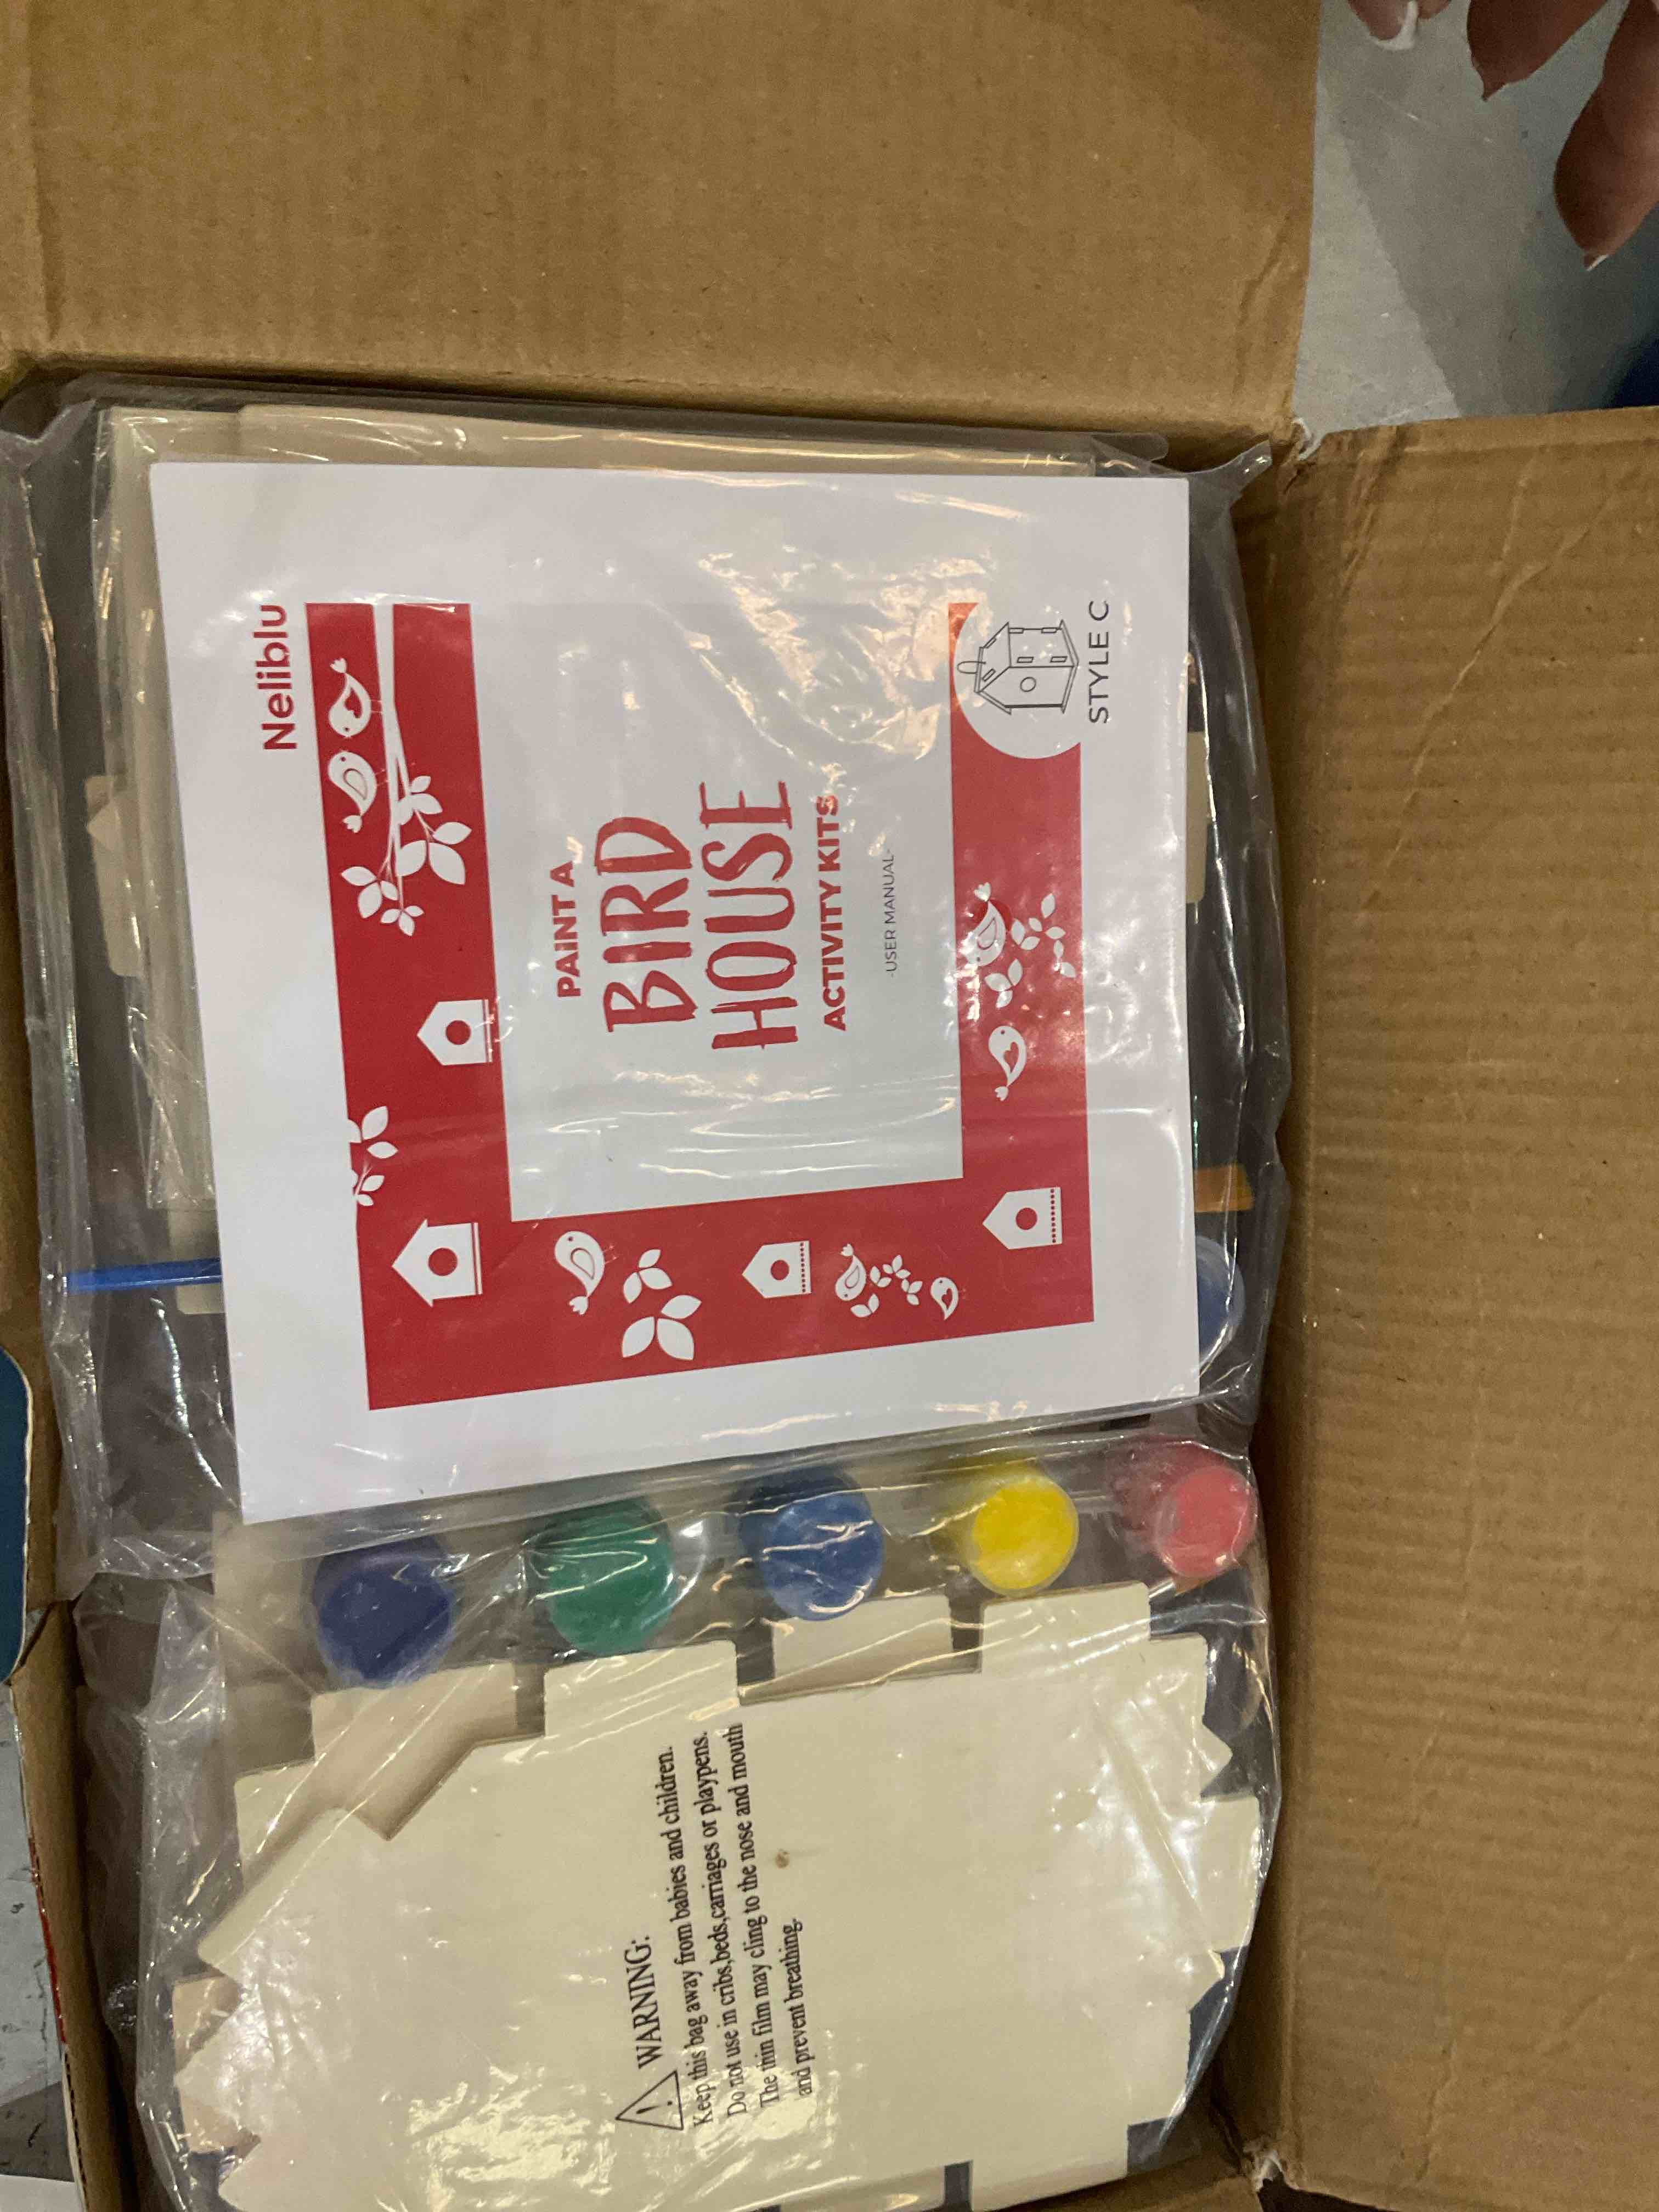 Neliblu
PAINT A
BIRD
HOUSE
ACTIVITY KITS
-USER MANUAL-
STYLE C
WARNING:
Keep this bag away from babies and children.
Do not use in cribs,beds,carriages or playpens.
The thin film may cling to the nose and mouth
and prevent breathing.